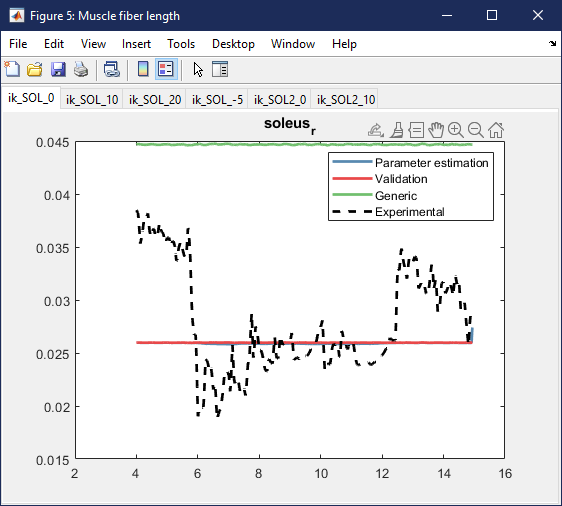 Figure 5: Muscle fiber length
File Edit View Insert Tools Desktop Window Help
ik_SOL_0 ik_SOL_10 ik_SOL_20 ik_SOL_-5 ik_SOL2_0 ik_SOL2_10
soleusr
0.045
Parameter estimation
Validation
Generic
Experimental
0.04
0.035
0.03
0.025
0.02
0.015
2 4 6 8 10 12 14 16